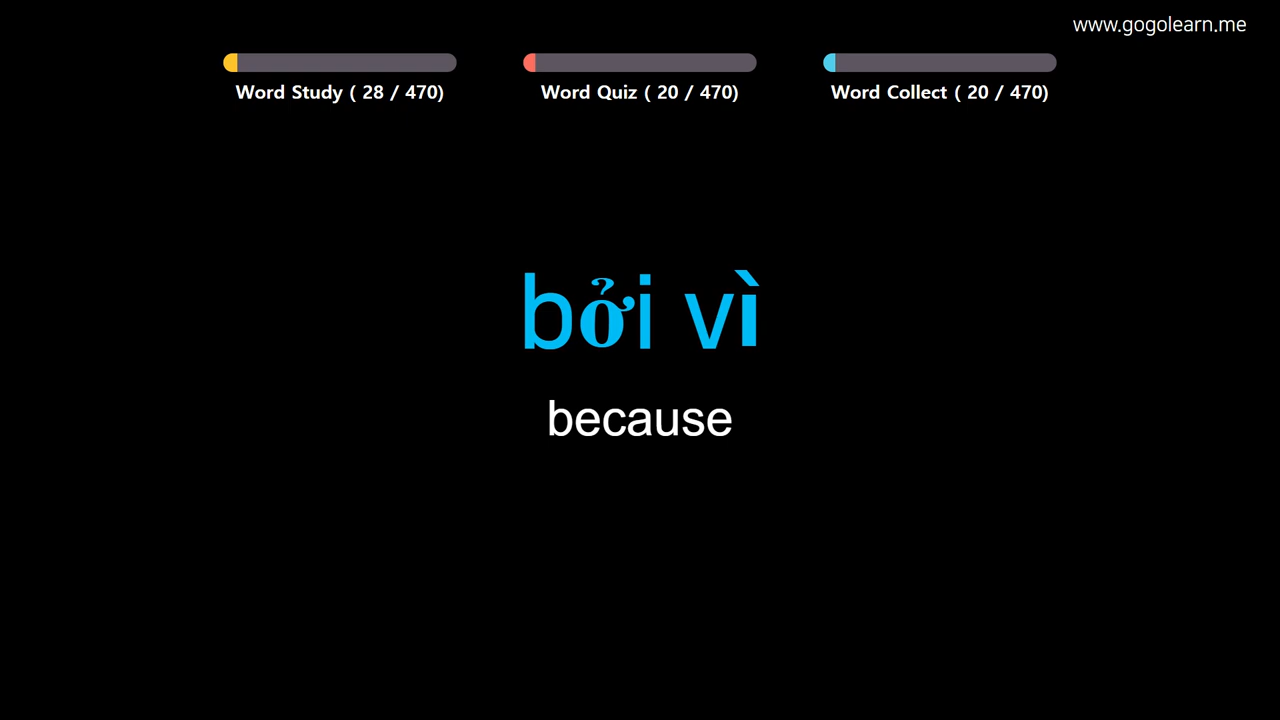 www.gogolearn.me
Word Study ( 28 / 470)
Word Quiz ( 20 / 470)
Word Collect ( 20 / 470)
bởi vì
because